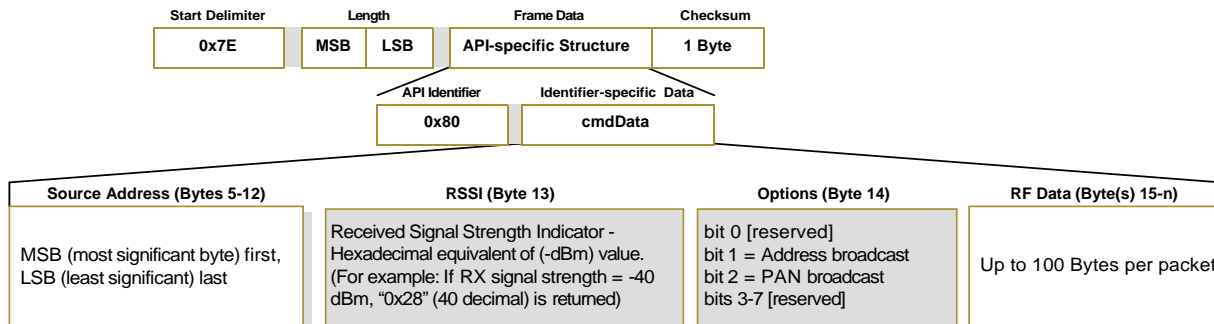 Start Delimiter Length Frame Data Checksum
0x7E MSB LSB API-specific Structure 1 Byte
API Identifier Identifier-specific Data
0x80 cmdData
Source Address (Bytes 5-12)
MSB (most significant byte) first,
LSB (least significant) last
RSSI (Byte 13)
Received Signal Strength Indicator -
Hexadecimal equivalent of (-dBm) value.
(For example: If RX signal strength = -40
dBm, “0x28” (40 decimal) is returned)
Options (Byte 14)
bit 0 [reserved]
bit 1 = Address broadcast
bit 2 = PAN broadcast
bits 3-7 [reserved]
RF Data (Byte(s) 15-n)
Up to 100 Bytes per packet